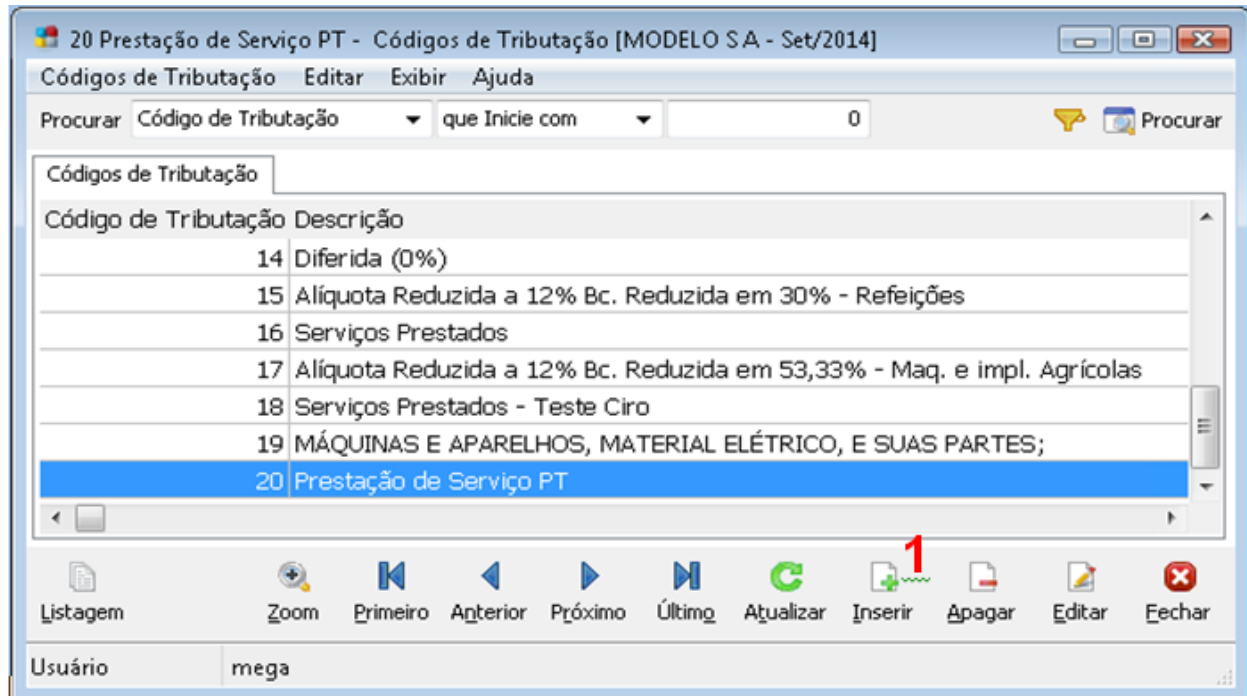 20 Prestação de Serviço PT - Códigos de Tributação [MODELO S A - Set/2014]
Códigos de Tributação Editar Exibir Ajuda
Procurar Código de Tributação que Inicie com 0 Procurar
Códigos de Tributação
Código de Tributação Descrição
14 Diferida (0%)
15 Alíquota Reduzida a 12% Bc. Reduzida em 30% - Refeições
16 Serviços Prestados
17 Alíquota Reduzida a 12% Bc. Reduzida em 53,33% - Maq. e impl. Agrícolas
18 Serviços Prestados - Teste Ciro
19 MÁQUINAS E APARELHOS, MATERIAL ELÉTRICO, E SUAS PARTES;
20 Prestação de Serviço PT
1
Listagem Zoom Primeiro Anterior Próximo Último Atualizar Inserir Apagar Editar Fechar
Usuário mega